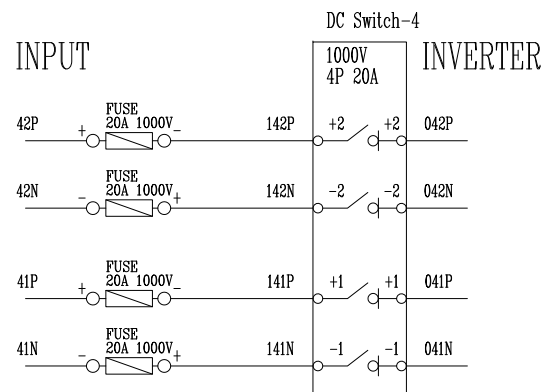 DC Switch-4
INPUT
1000V
4P 20A
INVERTER
FUSE
20A 1000V
42P + - 142P +2 +2 042P
FUSE
20A 1000V
42N - + 142N -2 -2 042N
FUSE
20A 1000V
41P + - 141P +1 +1 041P
FUSE
20A 1000V
41N - + 141N -1 -1 041N